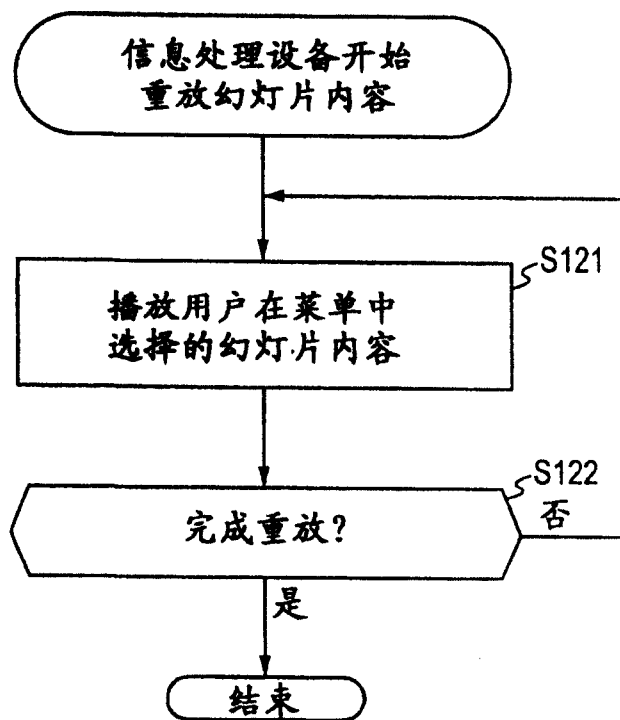 信息处理设备开始
重放幻灯片内容
S121
播放用户在菜单中
选择的幻灯片内容
S122
完成重放?
否
是
结束